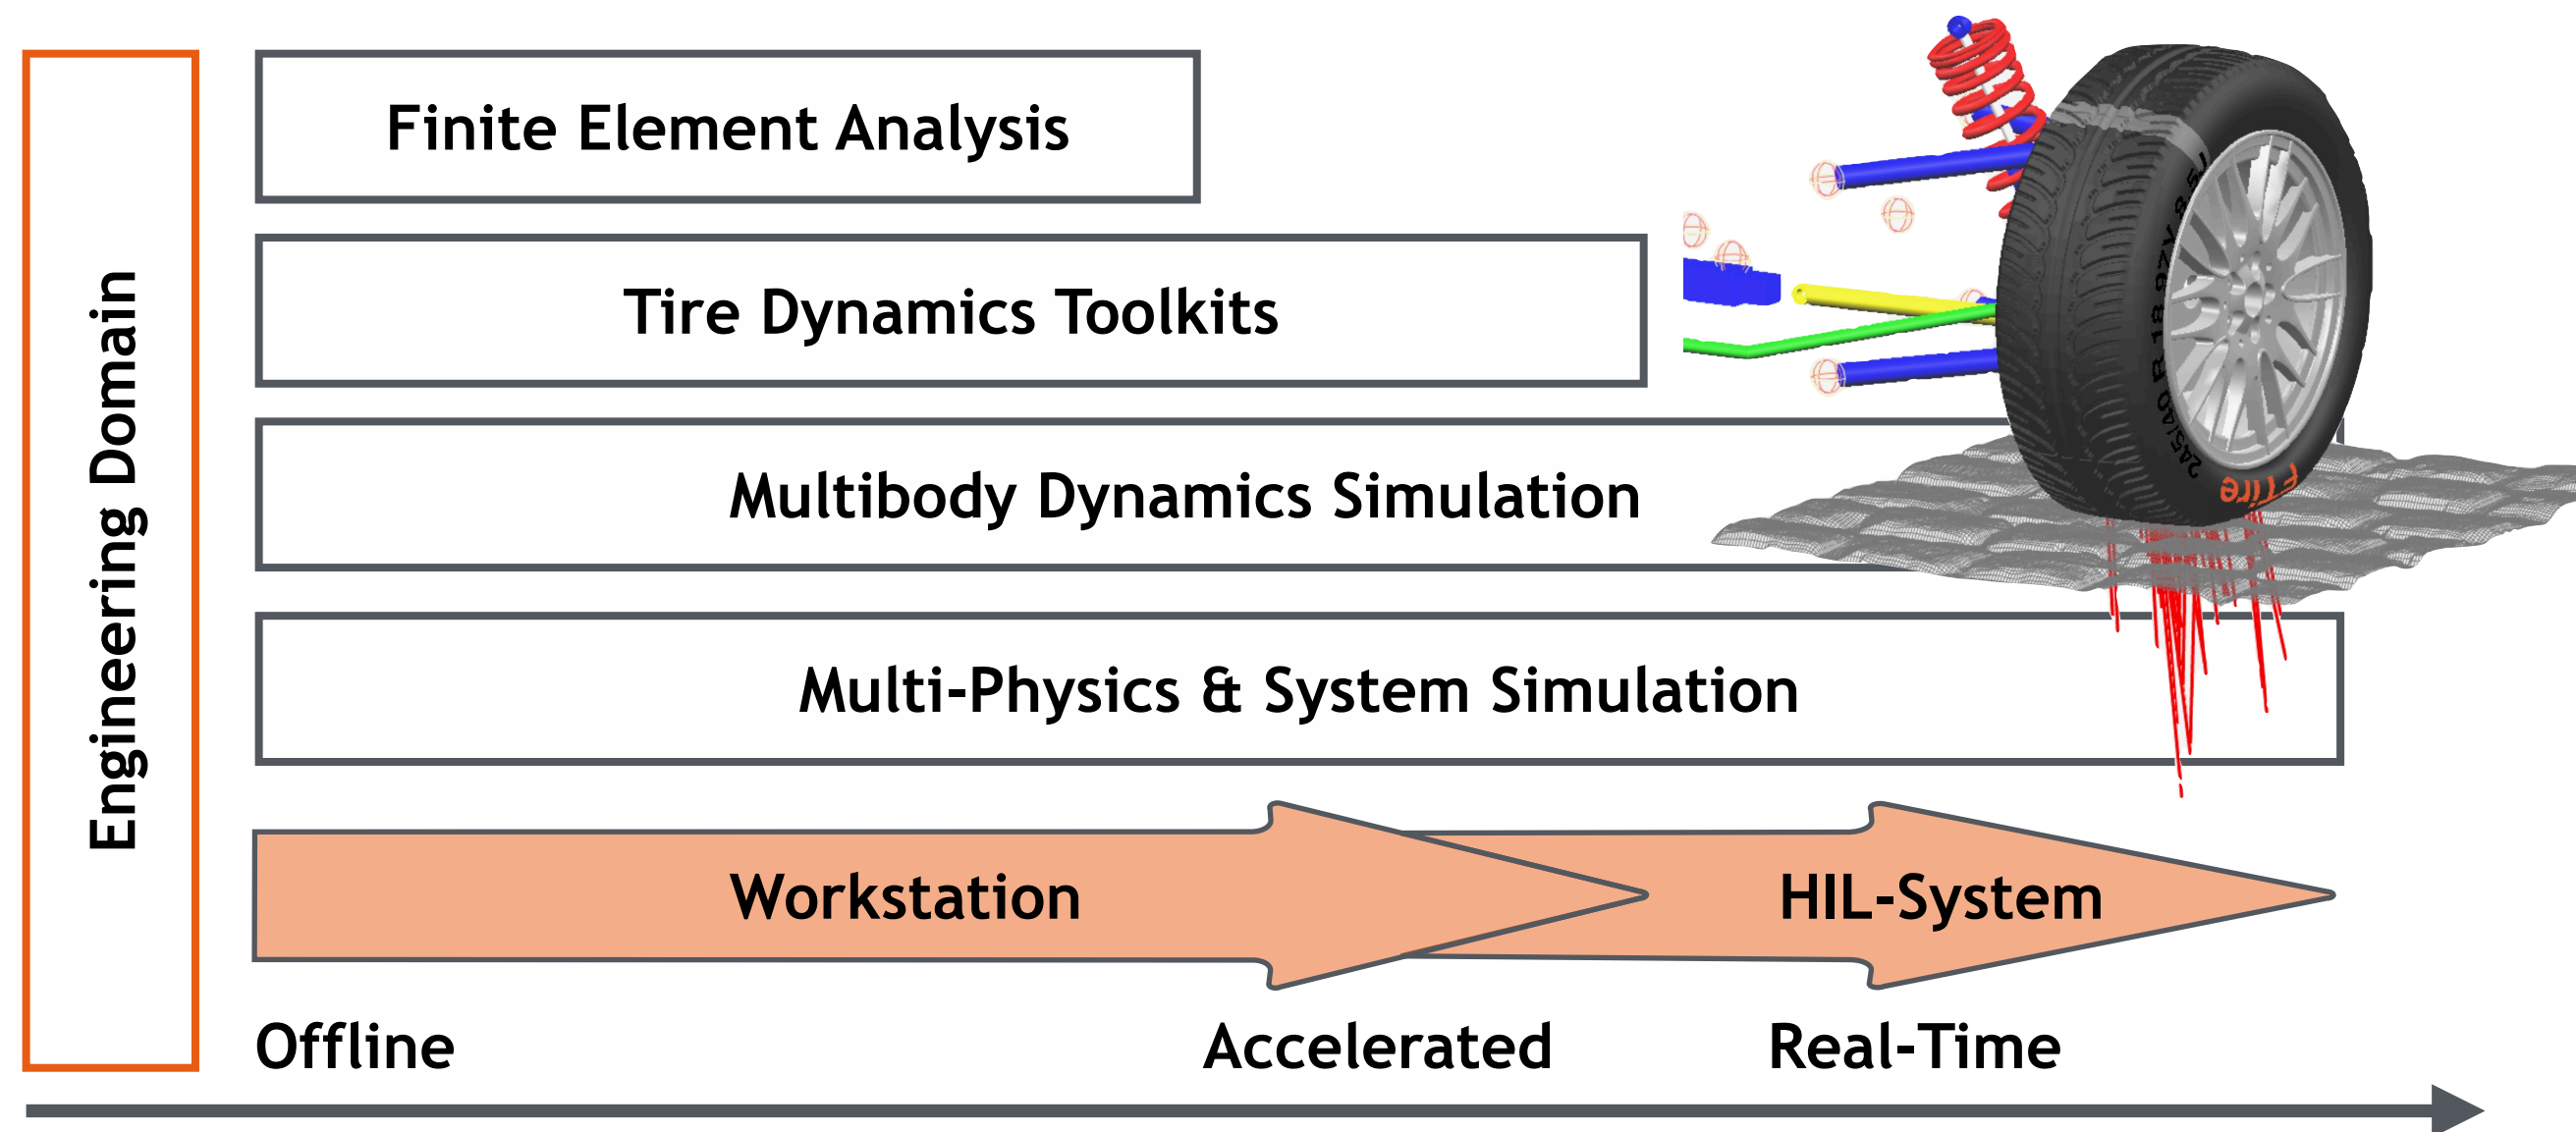 Engineering Domain
Finite Element Analysis
Tire Dynamics Toolkits
Multibody Dynamics Simulation
Multi-Physics & System Simulation
Workstation
HIL-System
Offline
Accelerated
Real-Time
FTire